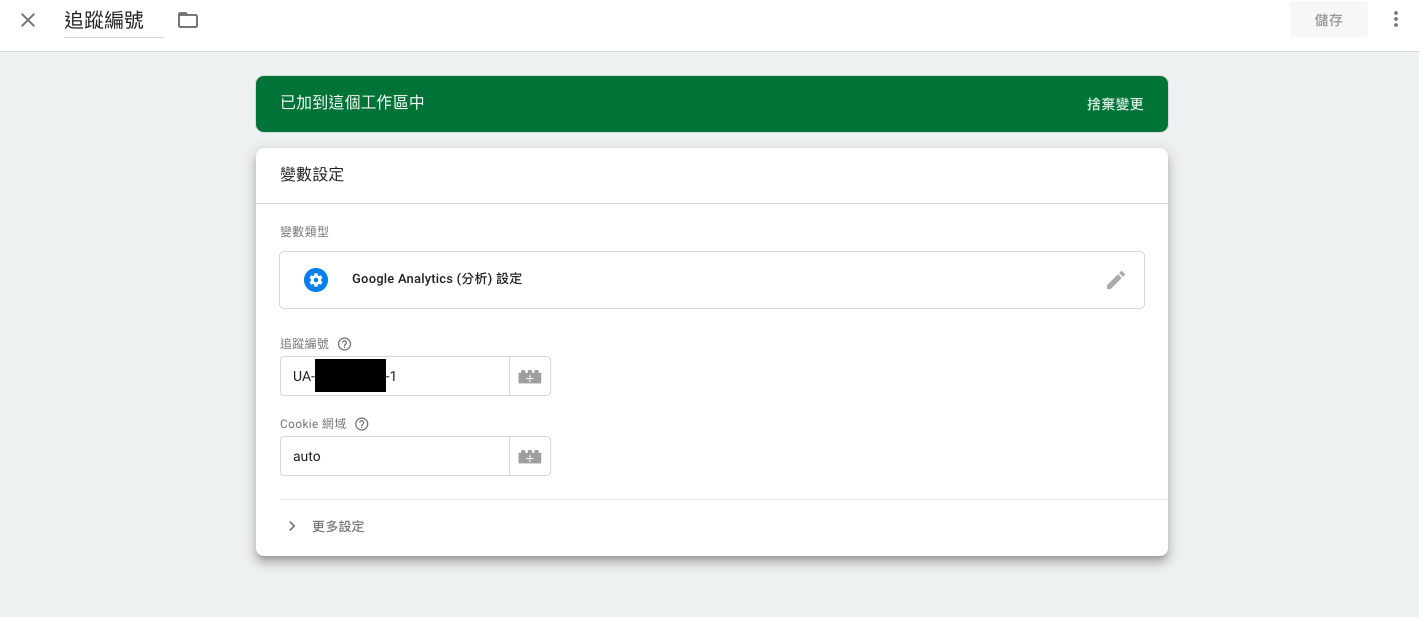 追蹤編號
儲存
已加到這個工作區中
捨棄變更
變數設定
變數類型
Google Analytics (分析) 設定
追蹤編號
UA-
-1
Cookie 網域
auto
更多設定